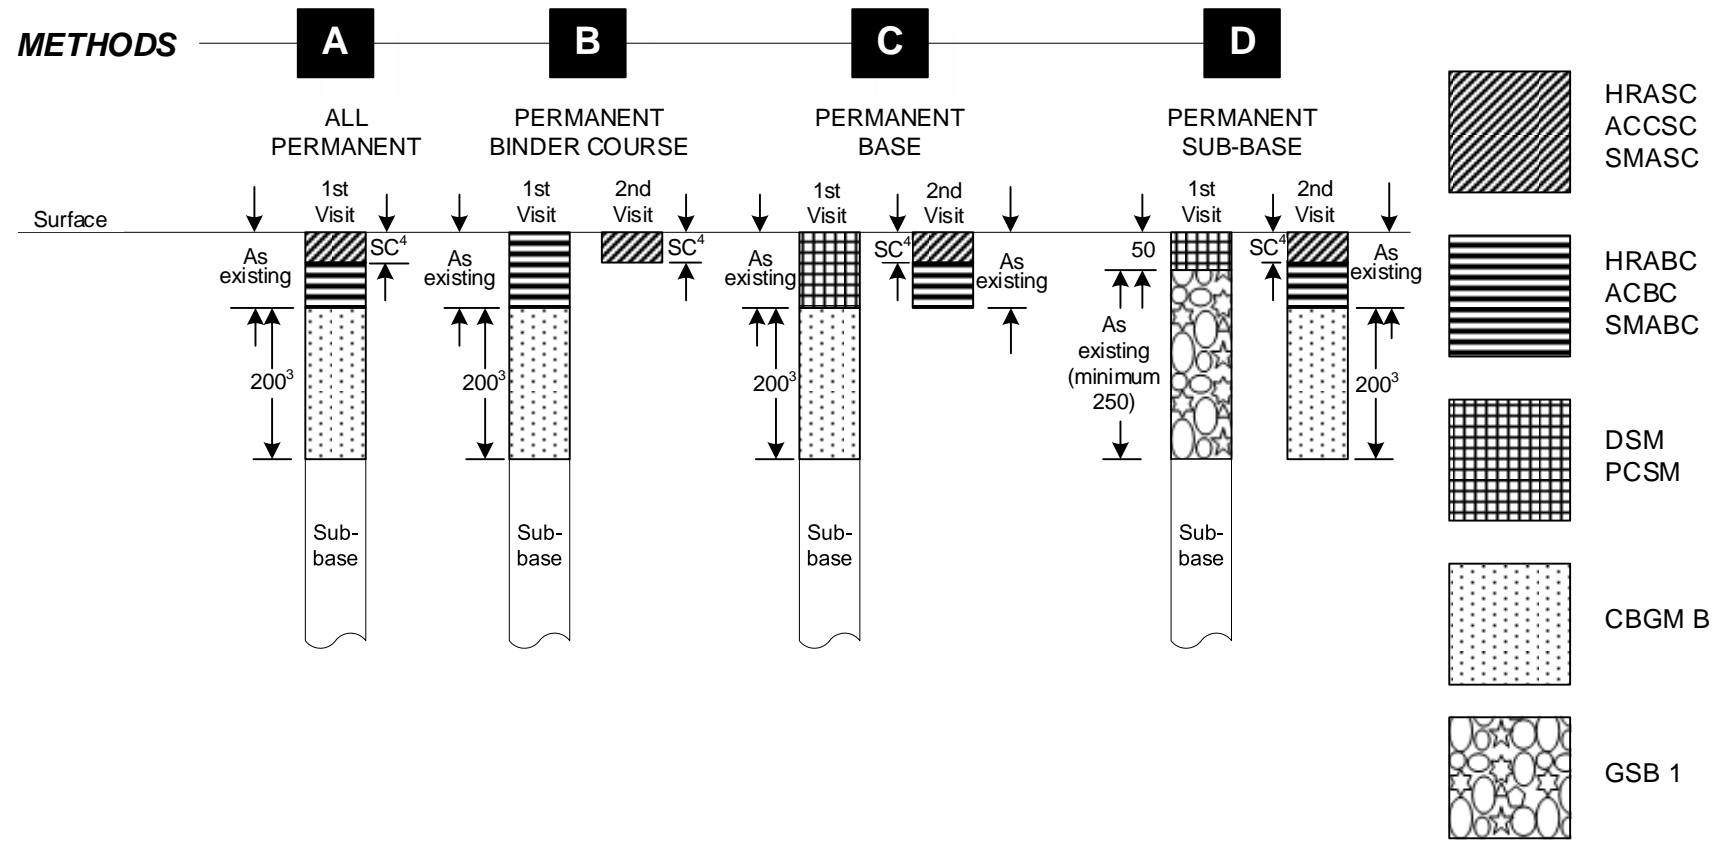 METHODS A B C D
ALL
PERMANENT
PERMANENT
BINDER COURSE
PERMANENT
BASE
PERMANENT
SUB-BASE
Surface
1st
Visit
As
existing
SC⁴
200³
Sub-
base
1st
Visit
2nd
Visit
As
existing
SC⁴
200³
Sub-
base
1st
Visit
2nd
Visit
As
existing
SC⁴
As
existing
200³
Sub-
base
1st
Visit
2nd
Visit
50
SC⁴
As
existing
As
existing
(minimum
250)
200³
Sub-
base
HRASC
ACCSC
SMASC
HRABC
ACBC
SMABC
DSM
PCSM
CBGM B
GSB 1